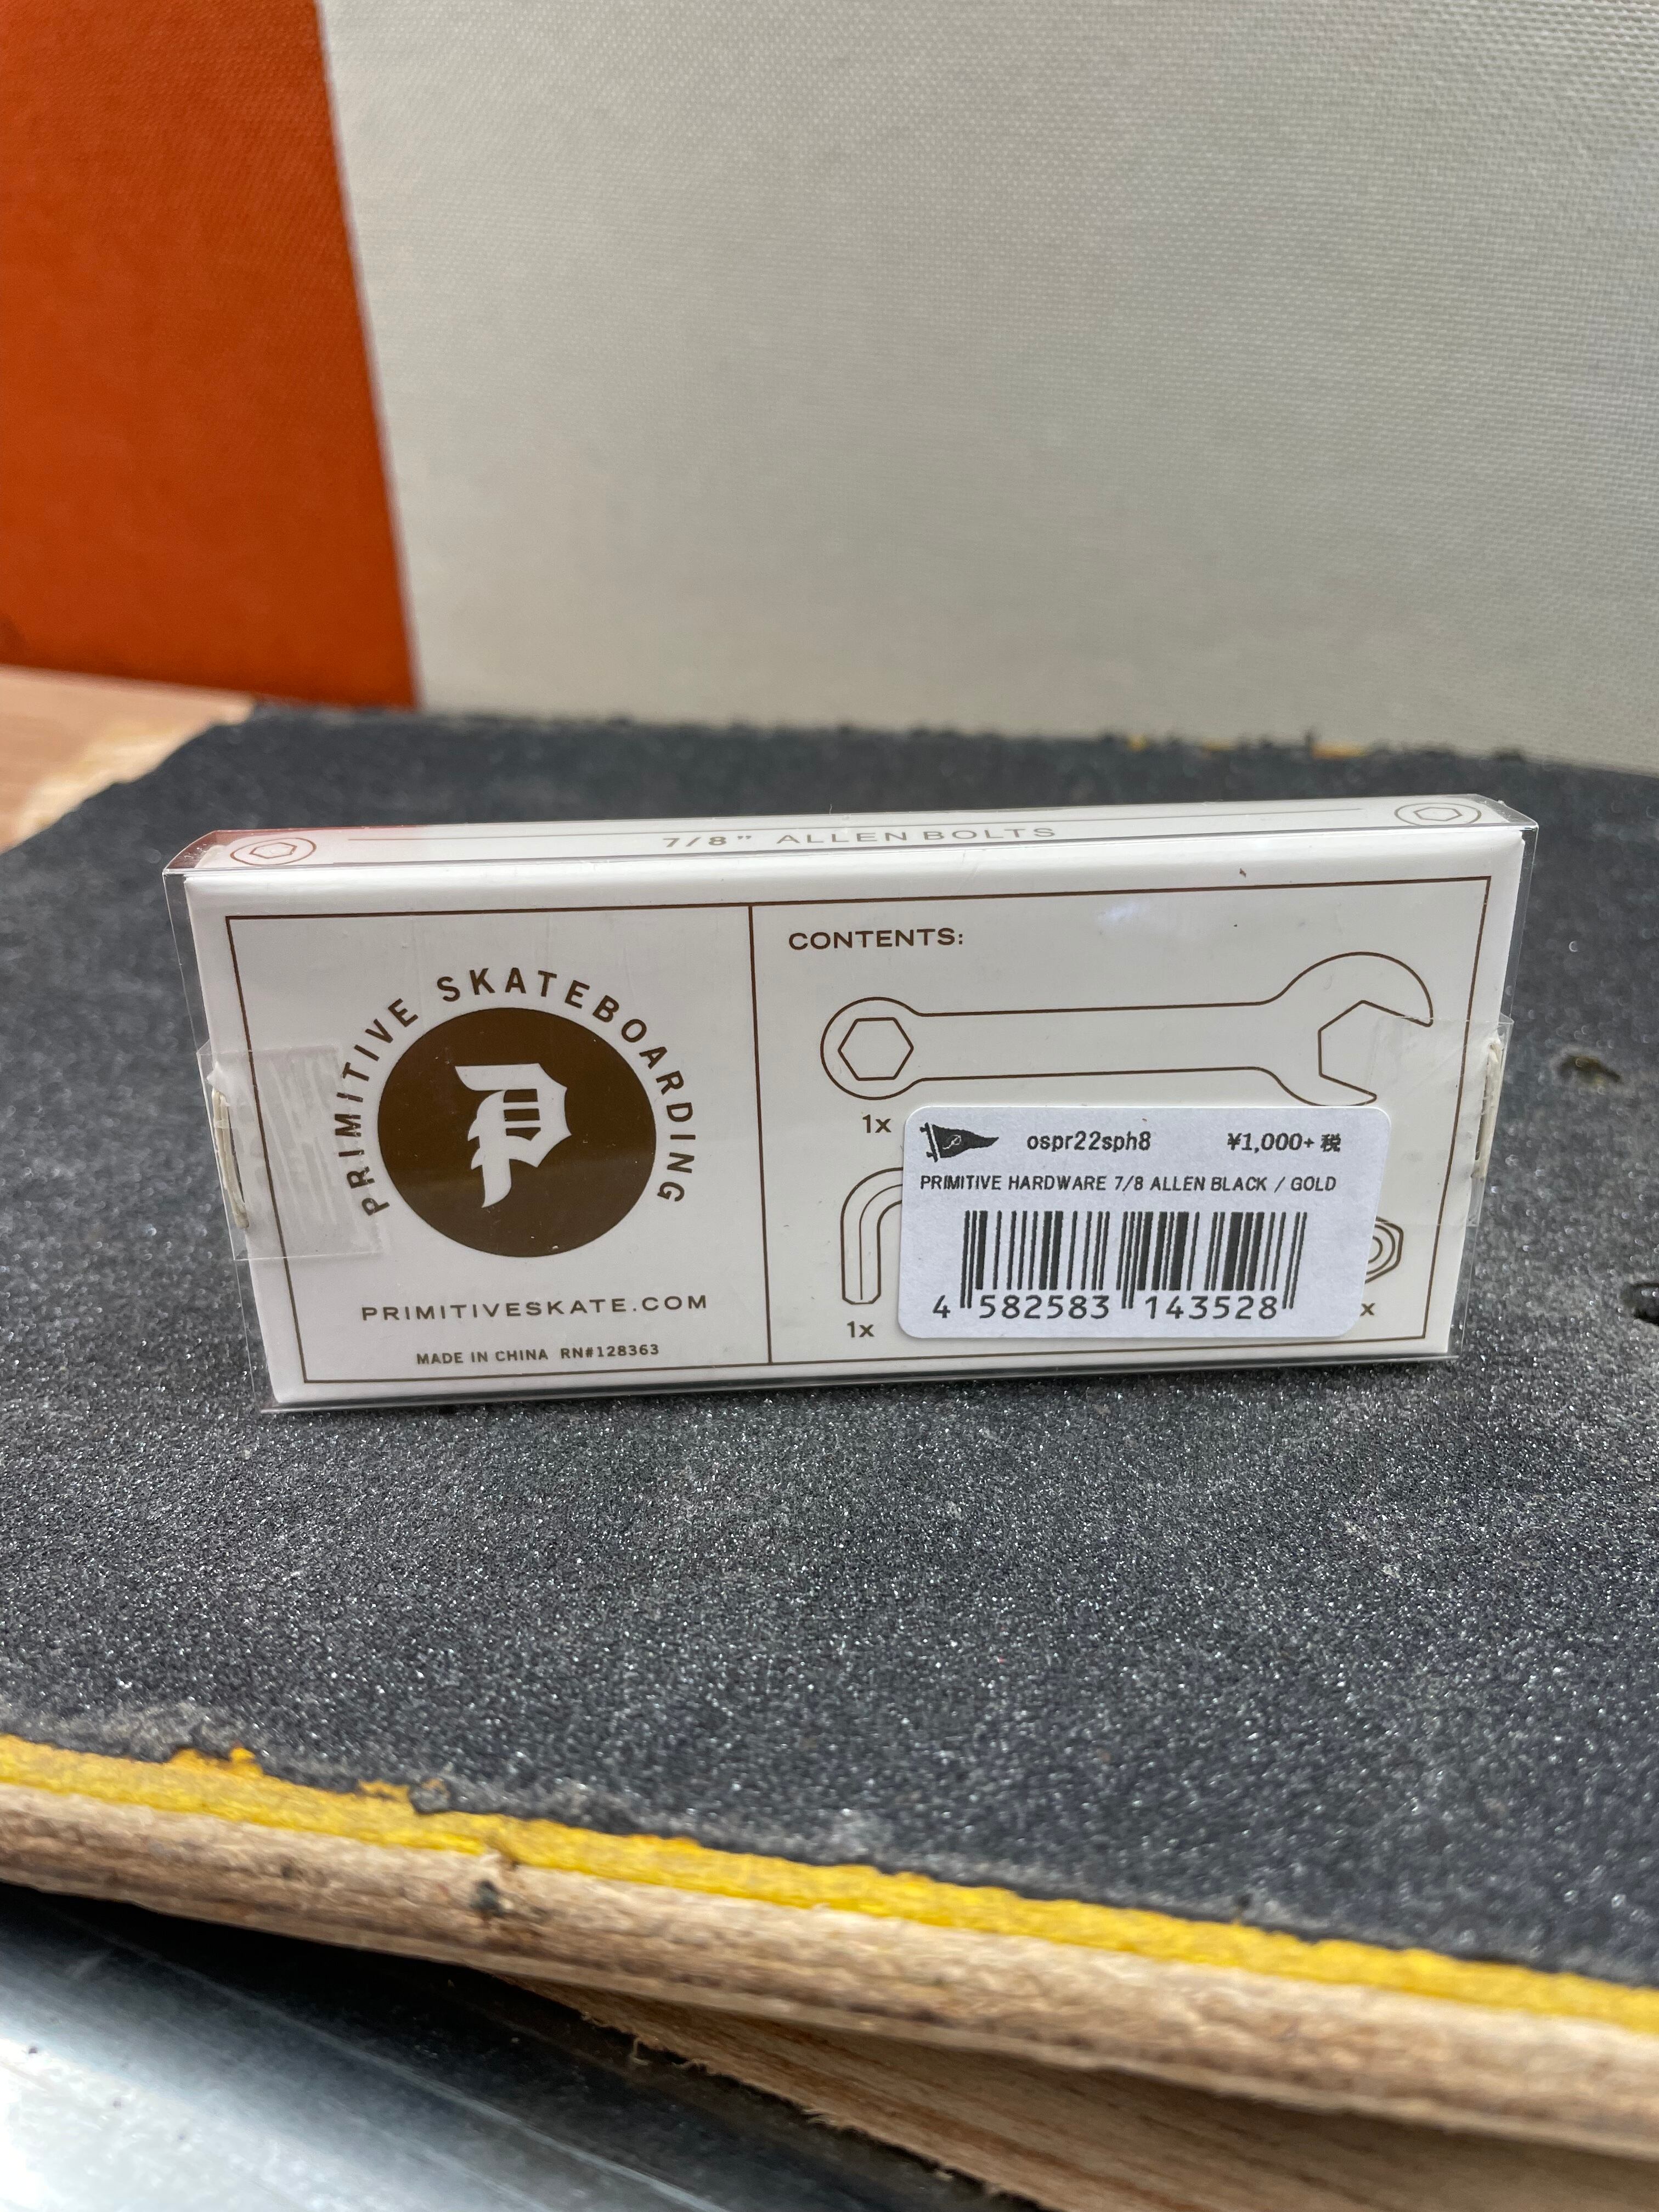 7/8" ALLEN BOLTS
PRIMITIVE SKATEBOARDING
P
PRIMITIVESKATE.COM
MADE IN CHINA RN#128363
CONTENTS:
1x
1x
x
ospr22sph8 ¥1,000+税
PRIMITIVE HARDWARE 7/8 ALLEN BLACK / GOLD
4 582583 143528